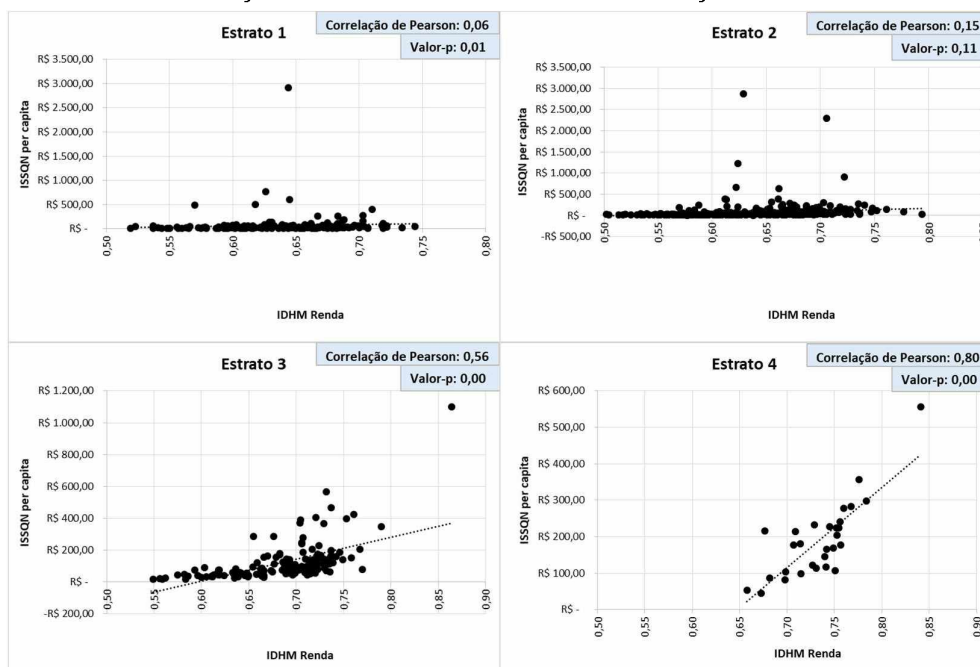 Estrato 1
Correlação de Pearson: 0,06
Valor-p: 0,01
R$ 3.500,00
R$ 3.000,00
R$ 2.500,00
R$ 2.000,00
R$ 1.500,00
R$ 1.000,00
R$ 500,00
R$ -
ISSQN per capita
0,50
0,55
0,60
0,65
0,70
0,75
0,80
IDHM Renda
Estrato 2
Correlação de Pearson: 0,15
Valor-p: 0,11
R$ 3.500,00
R$ 3.000,00
R$ 2.500,00
R$ 2.000,00
R$ 1.500,00
R$ 1.000,00
R$ 500,00
R$ -
-R$ 500,00
ISSQN per capita
0,50
0,55
0,60
0,65
0,70
0,75
0,80
IDHM Renda
Estrato 3
Correlação de Pearson: 0,56
Valor-p: 0,00
R$ 1.200,00
R$ 1.000,00
R$ 800,00
R$ 600,00
R$ 400,00
R$ 200,00
R$ -
-R$ 200,00
ISSQN per capita
0,50
0,55
0,60
0,65
0,70
0,75
0,80
0,85
0,90
IDHM Renda
Estrato 4
Correlação de Pearson: 0,80
Valor-p: 0,00
R$ 600,00
R$ 500,00
R$ 400,00
R$ 300,00
R$ 200,00
R$ 100,00
R$ -
ISSQN per capita
0,50
0,55
0,60
0,65
0,70
0,75
0,80
0,85
0,90
IDHM Renda